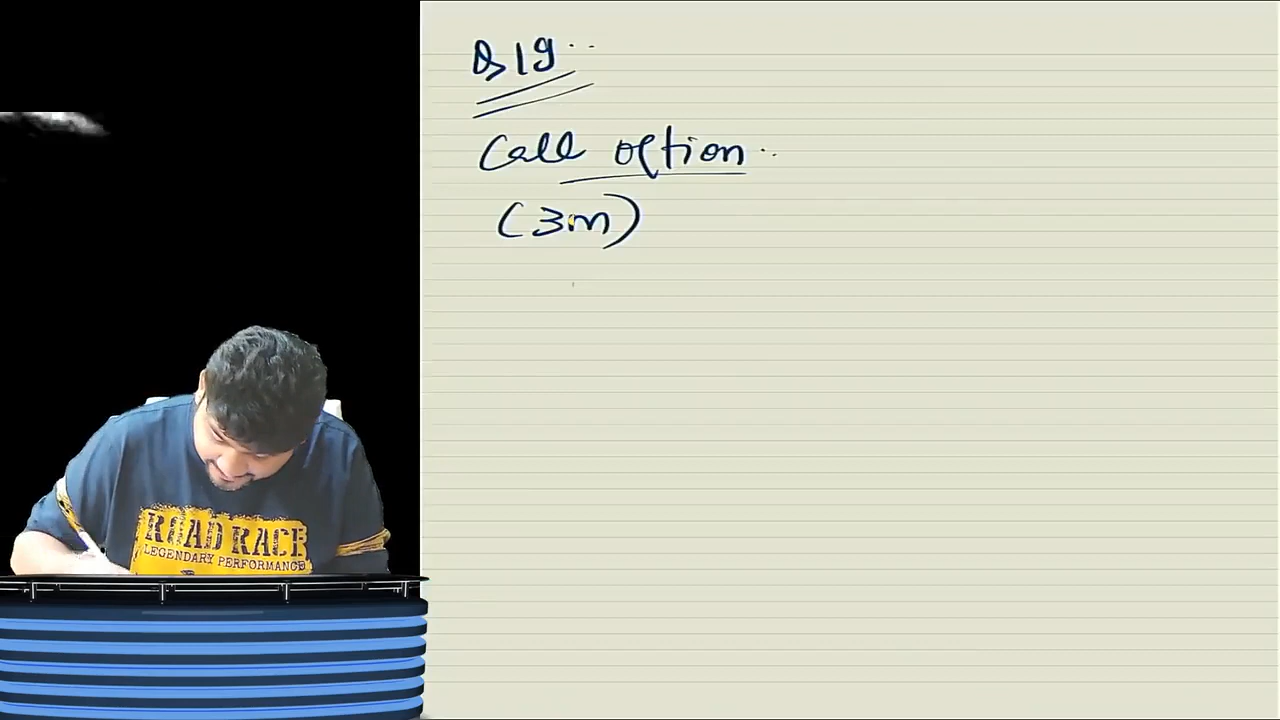 Q19..
Call option..
(3m)
ROAD RACE
LEGENDARY PERFORMANCE